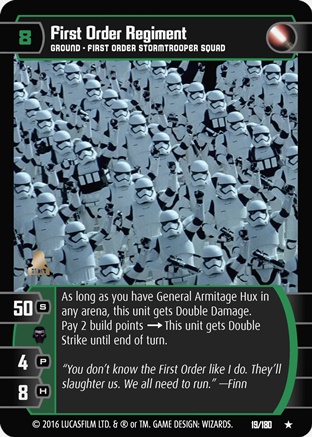 8
First Order Regiment
GROUND - FIRST ORDER STORMTROOPER SQUAD
50 S
As long as you have General Armitage Hux in
any arena, this unit gets Double Damage.
Pay 2 build points → This unit gets Double
Strike until end of turn.
4 P
8 H
"You don't know the First Order like I do. They'll
slaughter us. We all need to run." —Finn
© 2016 LUCASFILM LTD. & ® or TM. GAME DESIGN: WIZARDS. 19/180 ★